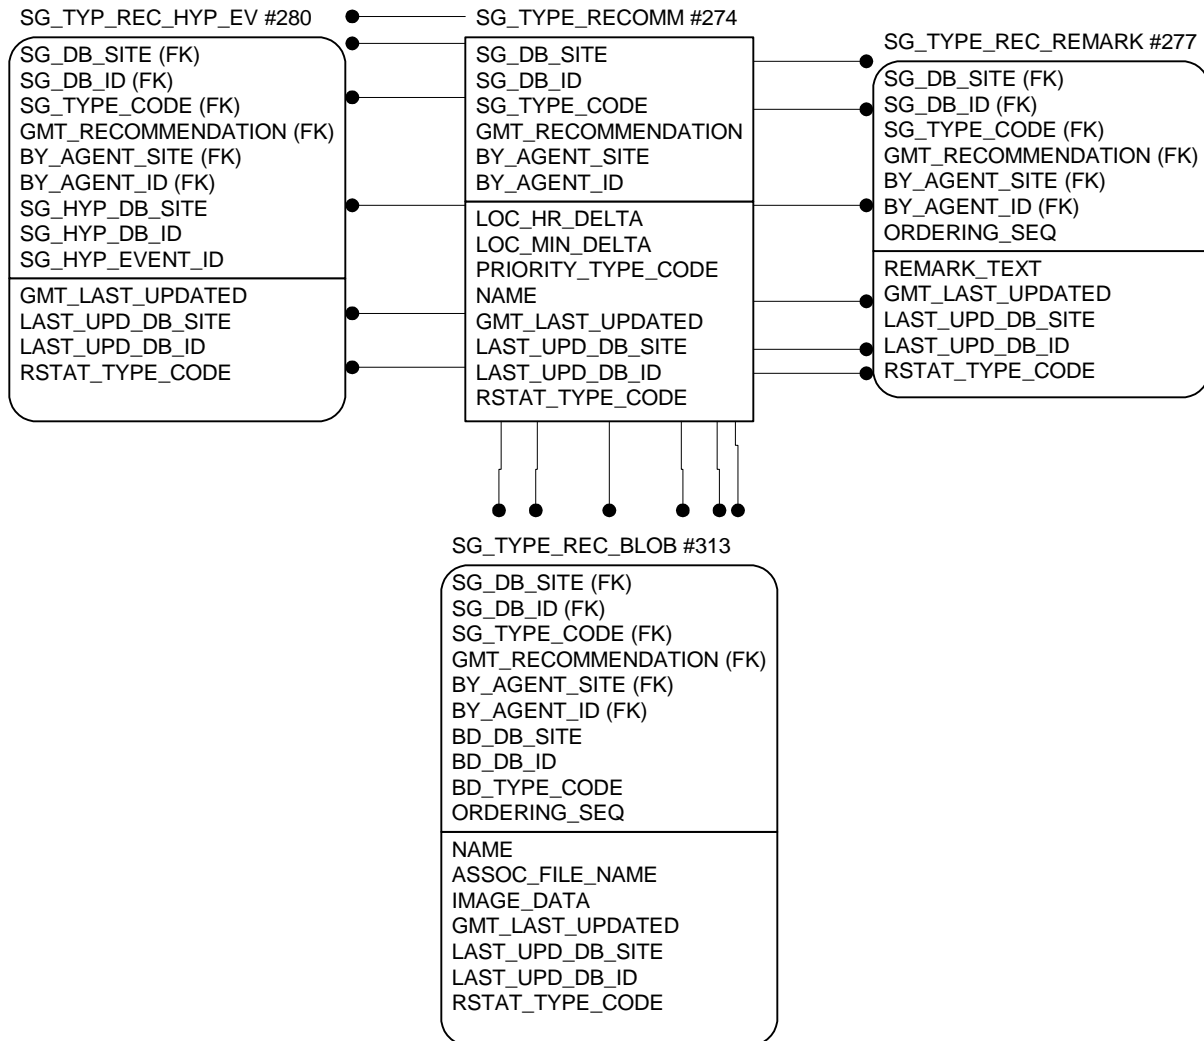 SG_TYP_REC_HYP_EV #280
SG_DB_SITE (FK)
SG_DB_ID (FK)
SG_TYPE_CODE (FK)
GMT_RECOMMENDATION (FK)
BY_AGENT_SITE (FK)
BY_AGENT_ID (FK)
SG_HYP_DB_SITE
SG_HYP_DB_ID
SG_HYP_EVENT_ID
GMT_LAST_UPDATED
LAST_UPD_DB_SITE
LAST_UPD_DB_ID
RSTAT_TYPE_CODE
SG_TYPE_RECOMM #274
SG_DB_SITE
SG_DB_ID
SG_TYPE_CODE
GMT_RECOMMENDATION
BY_AGENT_SITE
BY_AGENT_ID
LOC_HR_DELTA
LOC_MIN_DELTA
PRIORITY_TYPE_CODE
NAME
GMT_LAST_UPDATED
LAST_UPD_DB_SITE
LAST_UPD_DB_ID
RSTAT_TYPE_CODE
SG_TYPE_REC_REMARK #277
SG_DB_SITE (FK)
SG_DB_ID (FK)
SG_TYPE_CODE (FK)
GMT_RECOMMENDATION (FK)
BY_AGENT_SITE (FK)
BY_AGENT_ID (FK)
ORDERING_SEQ
REMARK_TEXT
GMT_LAST_UPDATED
LAST_UPD_DB_SITE
LAST_UPD_DB_ID
RSTAT_TYPE_CODE
SG_TYPE_REC_BLOB #313
SG_DB_SITE (FK)
SG_DB_ID (FK)
SG_TYPE_CODE (FK)
GMT_RECOMMENDATION (FK)
BY_AGENT_SITE (FK)
BY_AGENT_ID (FK)
BD_DB_SITE
BD_DB_ID
BD_TYPE_CODE
ORDERING_SEQ
NAME
ASSOC_FILE_NAME
IMAGE_DATA
GMT_LAST_UPDATED
LAST_UPD_DB_SITE
LAST_UPD_DB_ID
RSTAT_TYPE_CODE